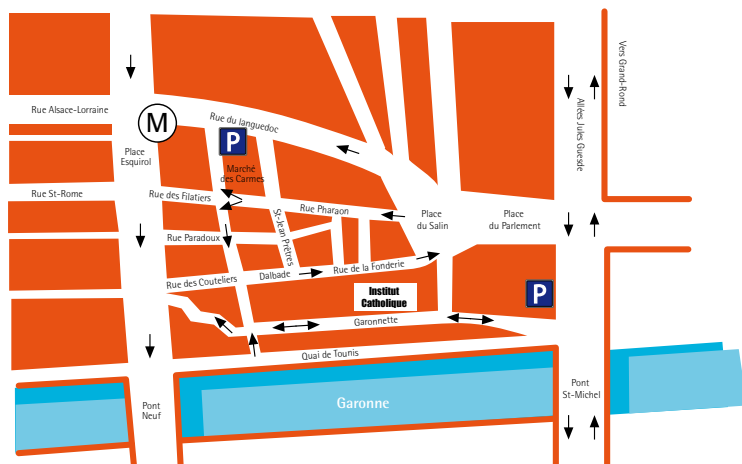 Vers Grand-Rond
Rue Alsace-Lorraine
M
Rue du languedoc
P
Allées Jules Guesde
Place
Esquirol
Marché
des Carmes
Rue St-Rome
Rue des Filatiers
Rue Pharaon
St-Jean Prêtres
Place
du Salin
Place
du Parlement
Rue Paradoux
Rue des Couteliers
Dalbade
Rue de la Fonderie
Institut
Catholique
P
Garonnette
Quai de Tounis
Pont
Neuf
Garonne
Pont
St-Michel